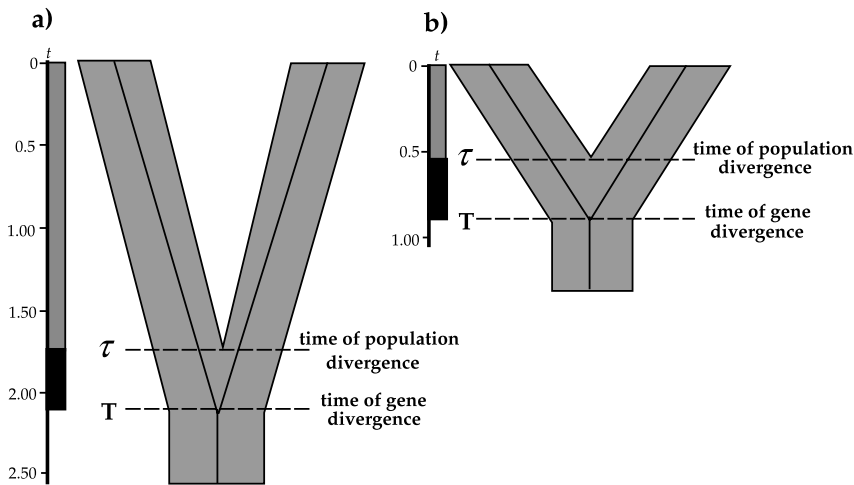 a)
t
0
0.5
1.00
1.50
2.00
2.50
τ
time of population
divergence
T
time of gene
divergence
b)
t
0
0.5
1.00
τ
time of population
divergence
T
time of gene
divergence